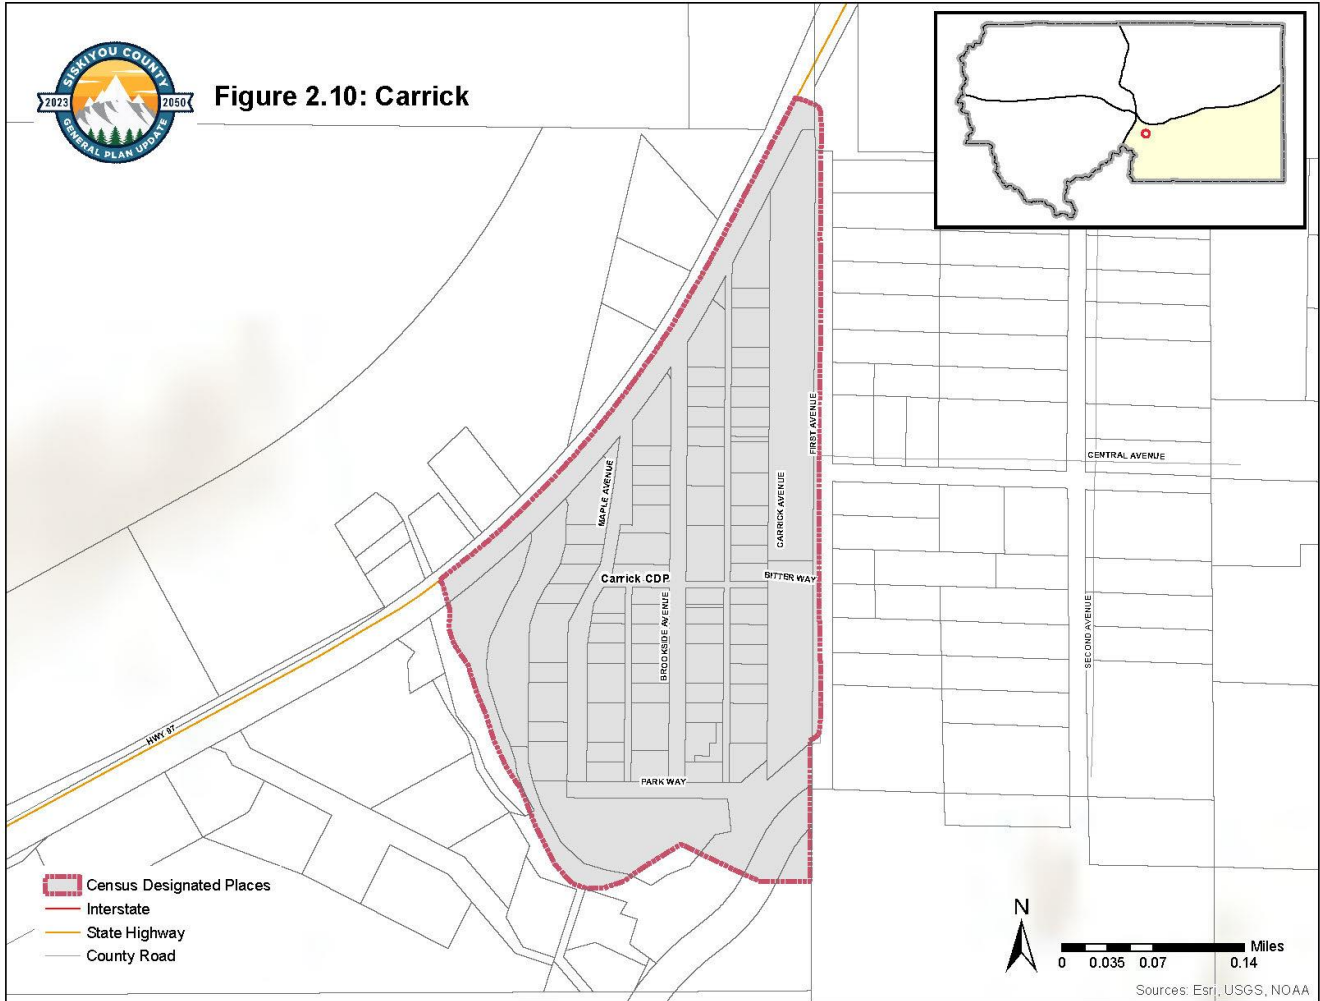 SISKIYOU COUNTY
2023
2050
GENERAL PLAN UPDATE
Figure 2.10: Carrick
FIRST AVENUE
CENTRAL AVENUE
MAPLE AVENUE
CARRICK AVENUE
Carrick CDP
BITTER WAY
BROOKSIDE AVENUE
SECOND AVENUE
HWY 97
PARK WAY
Census Designated Places
Interstate
State Highway
County Road
N
Miles
0 0.035 0.07 0.14
Sources: Esri, USGS, NOAA